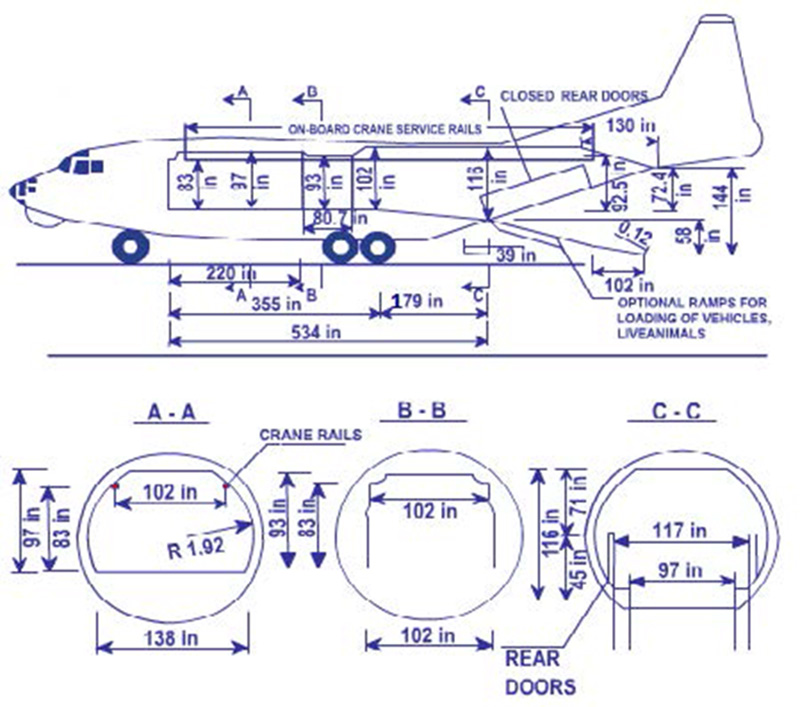 A
B
C
CLOSED REAR DOORS
ON-BOARD CRANE SERVICE RAILS
130 in
83 in
97 in
93 in
102 in
116 in
92.5 in
72.4 in
144 in
80.7 in
0.12
58 in
39 in
102 in
220 in
A
B
C
355 in
179 in
534 in
OPTIONAL RAMPS FOR
LOADING OF VEHICLES,
LIVEANIMALS
A - A
B - B
C - C
CRANE RAILS
97 in
83 in
102 in
R 1.92
138 in
93 in
83 in
102 in
102 in
116 in
71 in
45 in
117 in
97 in
REAR
DOORS